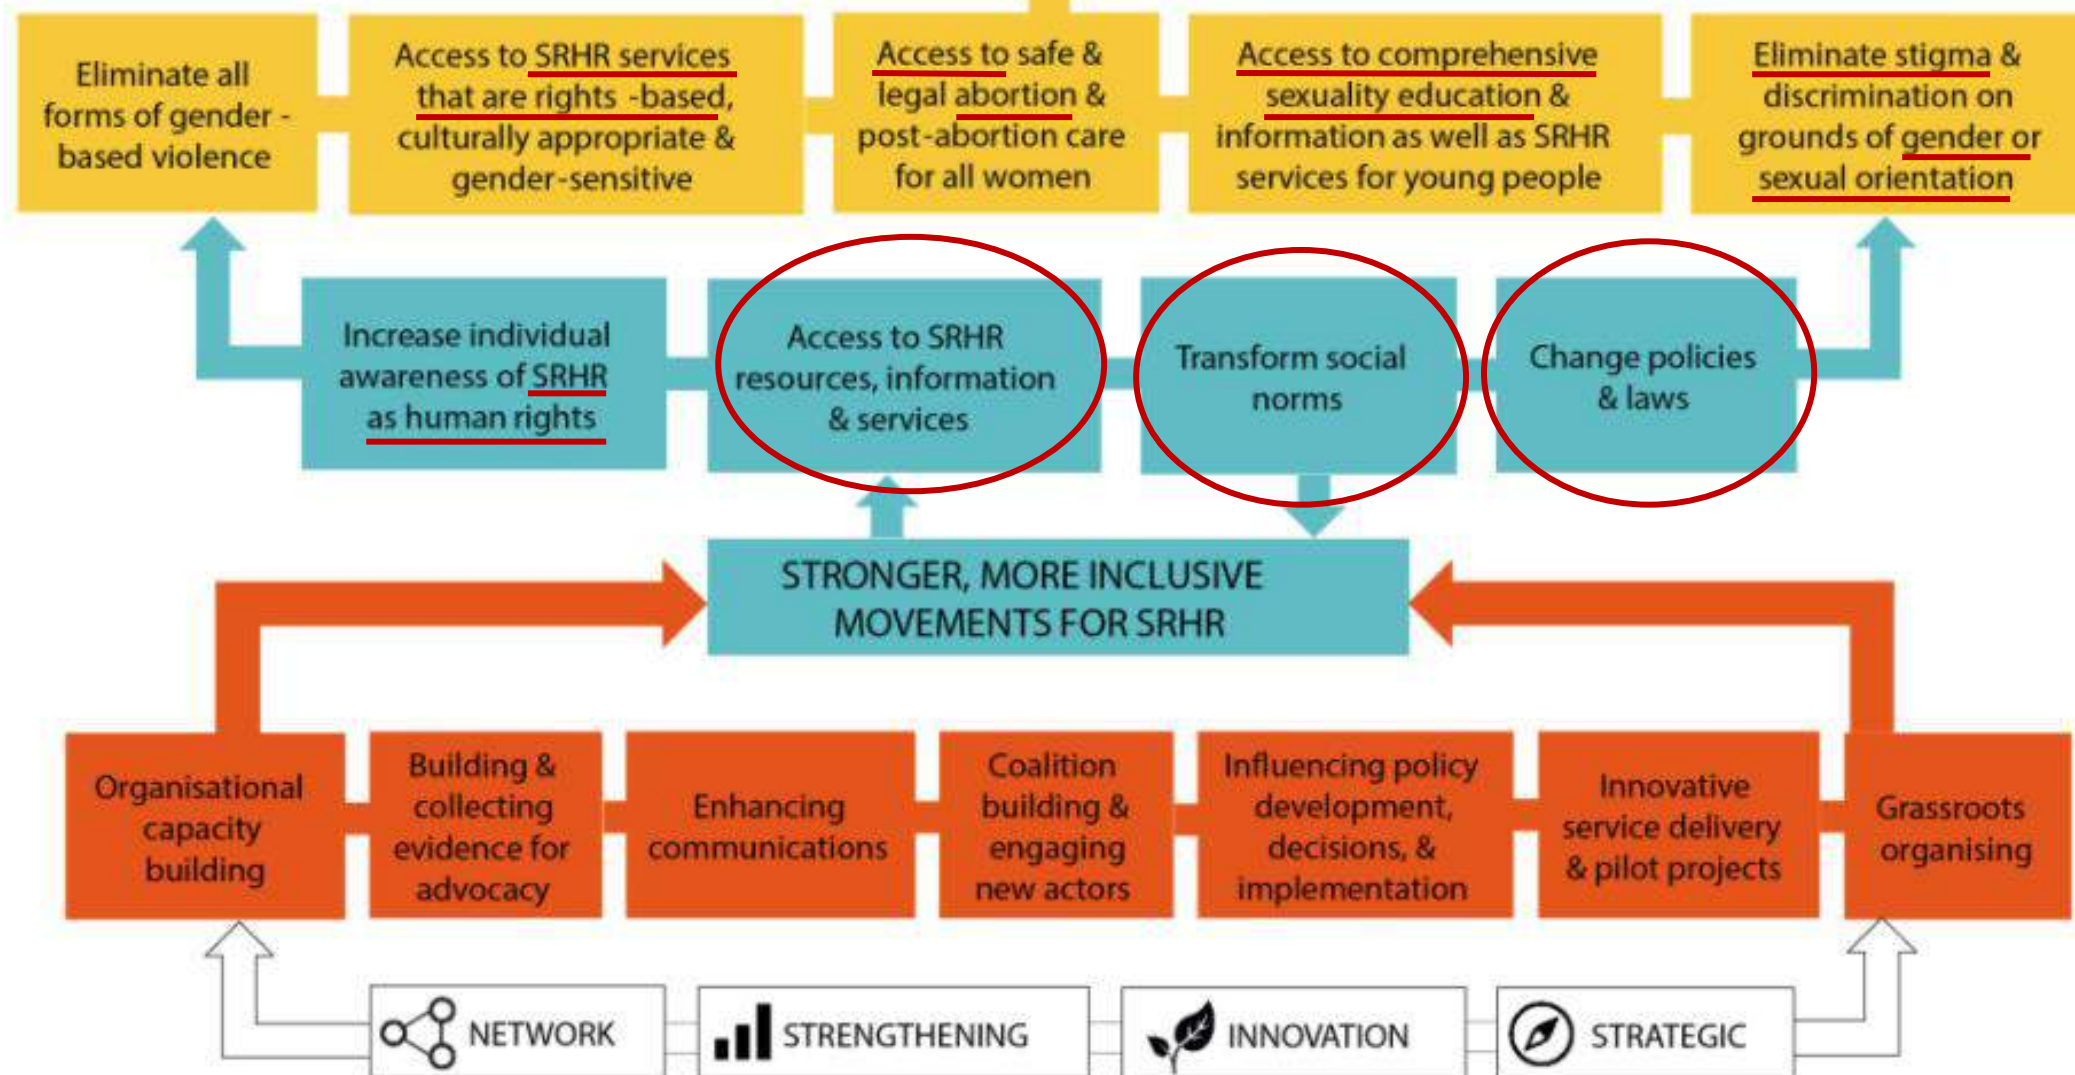 Eliminate all
forms of gender -
based violence
Access to SRHR services
that are rights -based,
culturally appropriate &
gender-sensitive
Access to safe &
legal abortion &
post-abortion care
for all women
Access to comprehensive
sexuality education &
information as well as SRHR
services for young people
Eliminate stigma &
discrimination on
grounds of gender or
sexual orientation
Increase individual
awareness of SRHR
as human rights
Access to SRHR
resources, information
& services
Transform social
norms
Change policies
& laws
STRONGER, MORE INCLUSIVE
MOVEMENTS FOR SRHR
Organisational
capacity
building
Building &
collecting
evidence for
advocacy
Enhancing
communications
Coalition
building &
engaging
new actors
Influencing policy
development,
decisions, &
implementation
Innovative
service delivery
& pilot projects
Grassroots
organising
NETWORK
STRENGTHENING
INNOVATION
STRATEGIC